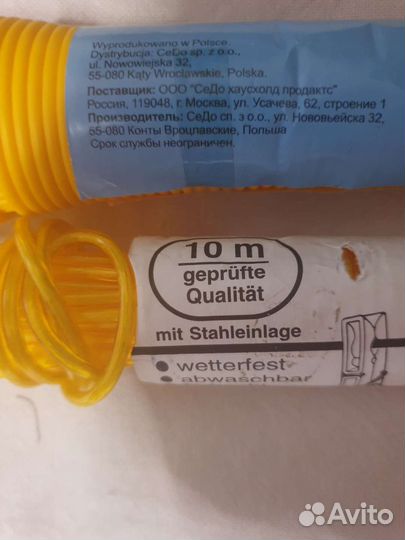 Wyprodukowano w Polsce.
Dystrybucja: CeDo sp. z o.o.,
ul. Nowowiejska 32,
55-080 Kąty Wrocławskie, Polska.
Поставщик: ООО "СеДо хаусхолд продактс"
Россия, 119048, г. Москва, ул. Усачева, 62, строение 1
Производитель: СеДо сп. з о.о., ул. Нововьейска 32,
55-080 Конты Вроцлавские, Польша
Срок службы неограничен.
10 m
geprüfte
Qualität
mit Stahleinlage
• wetterfest
• abwaschbar
Avito